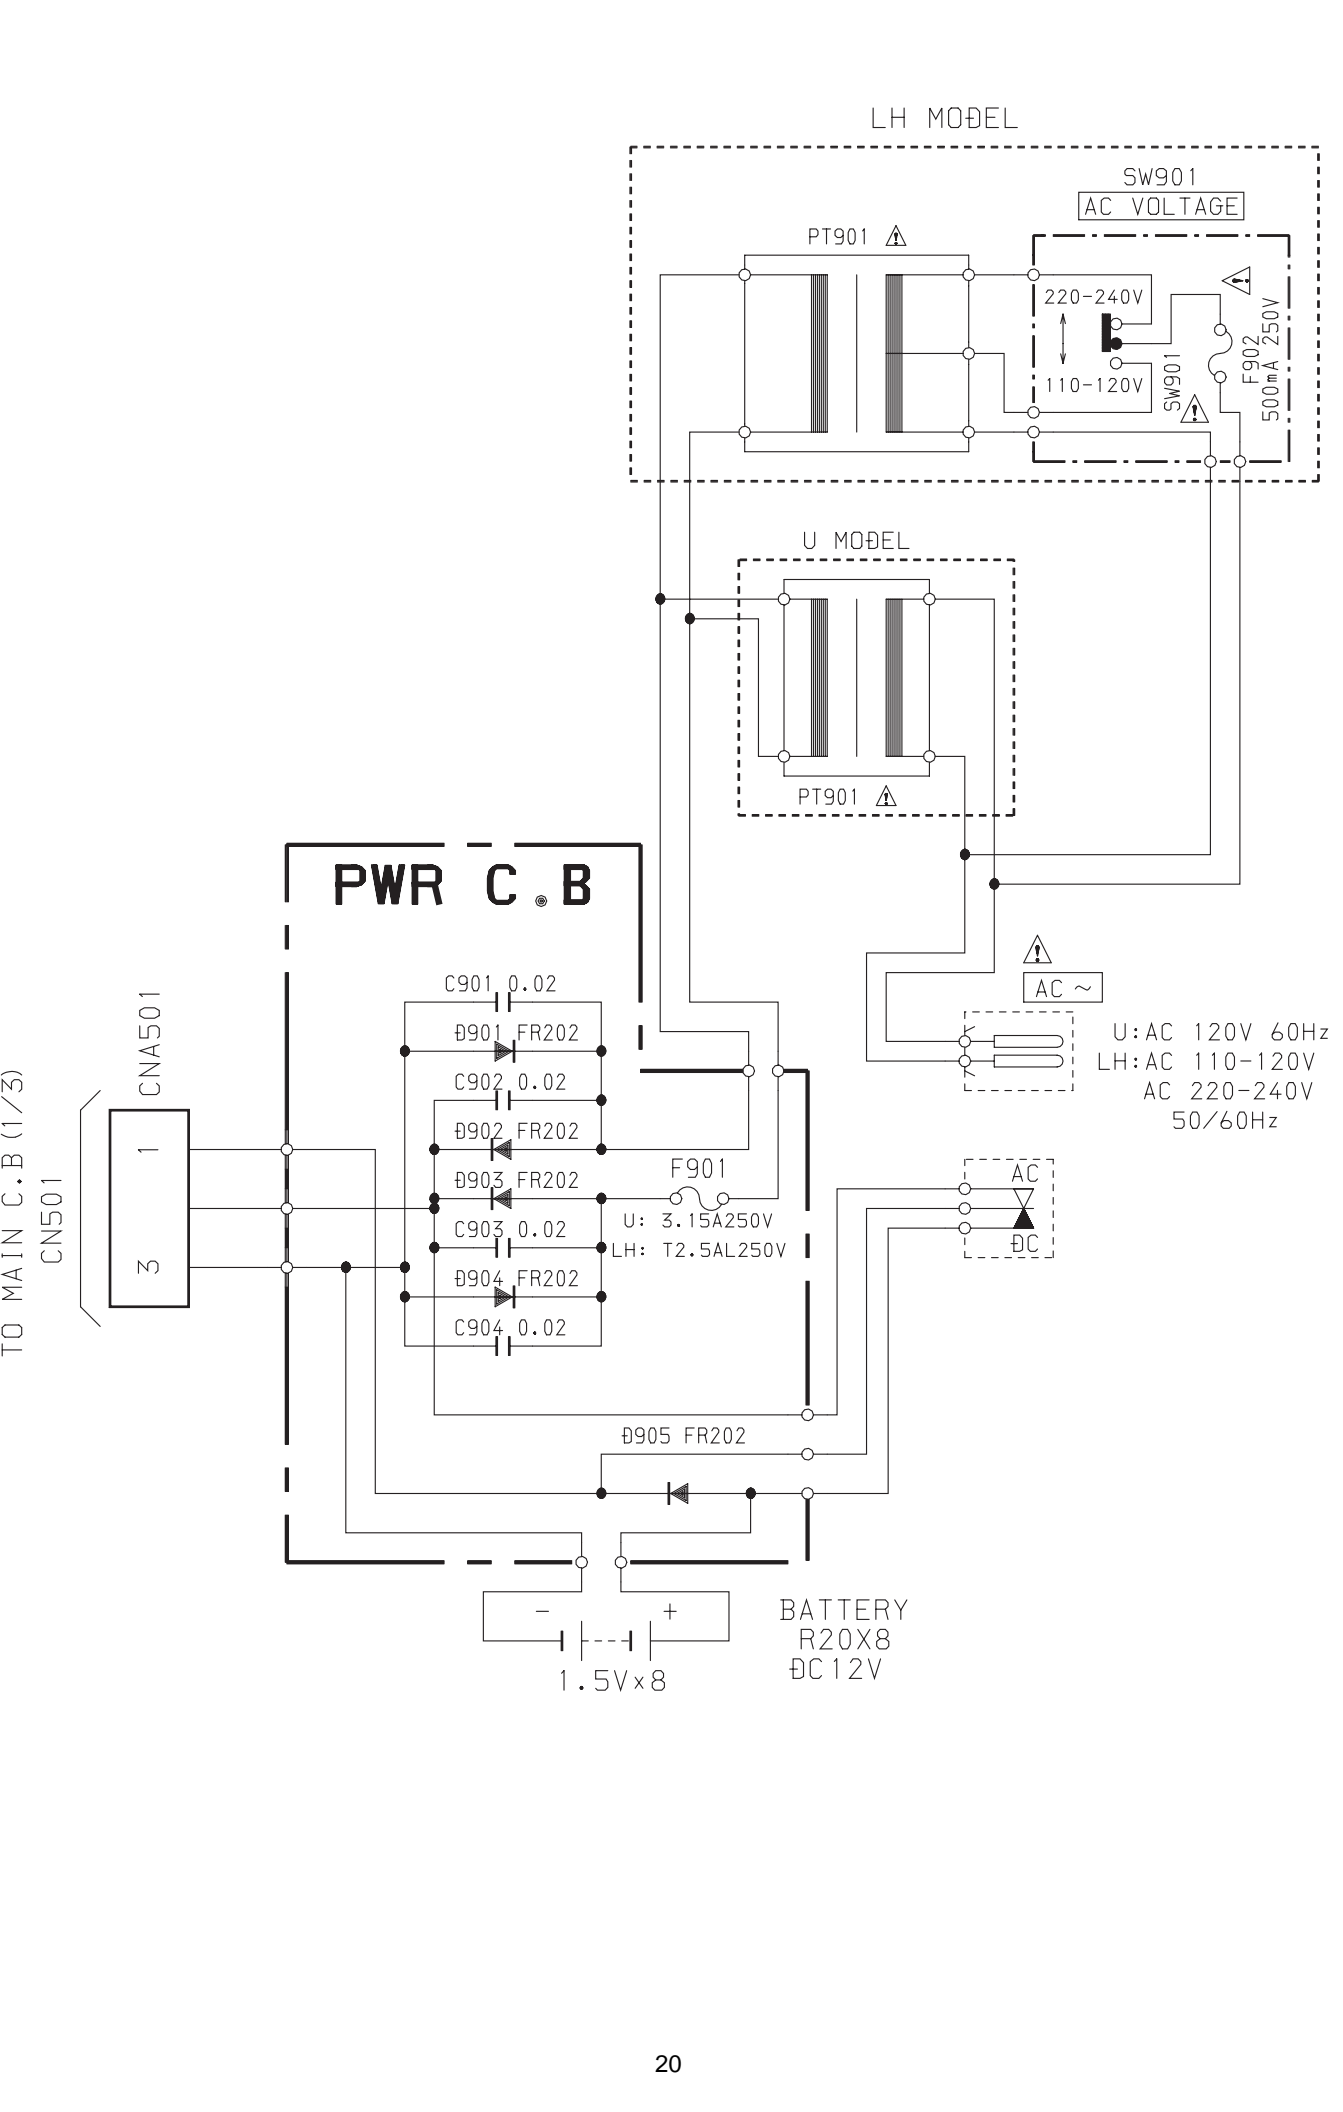 LH MODEL
SW901
AC VOLTAGE
PT901
220-240V
110-120V
SW901
F902
500mA 250V
U MODEL
PT901
PWR C.B
C901 0.02
D901 FR202
C902 0.02
D902 FR202
D903 FR202
C903 0.02
D904 FR202
C904 0.02
F901
U: 3.15A250V
LH: T2.5AL250V
AC ~
U:AC 120V 60Hz
LH:AC 110-120V
AC 220-240V
50/60Hz
AC
DC
CNA501
1
3
TO MAIN C.B(1/3)
CN501
D905 FR202
- +
1.5Vx8
BATTERY
R20X8
DC12V
20